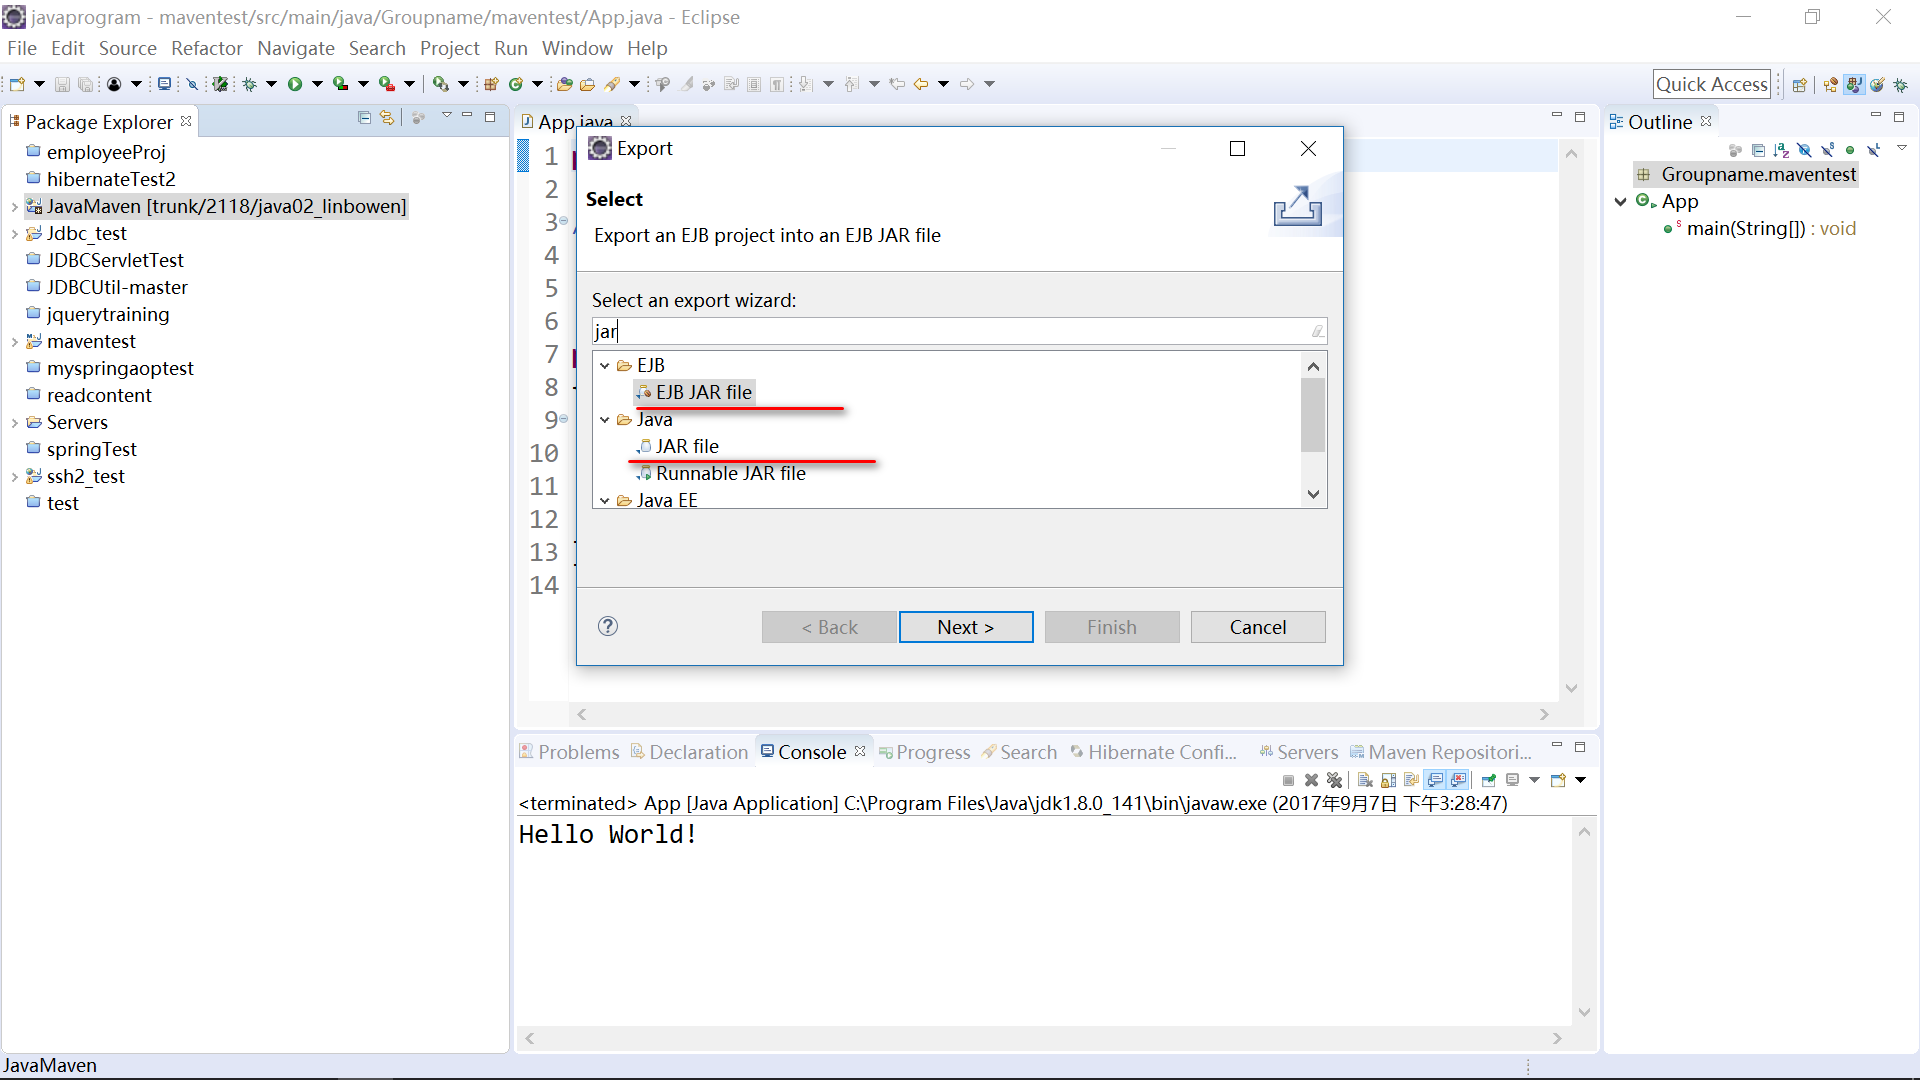 javaprogram - maventest/src/main/java/Groupname/maventest/App.java - Eclipse
File Edit Source Refactor Navigate Search Project Run Window Help
Quick Access
Package Explorer
employeeProj
hibernateTest2
JavaMaven [trunk/2118/java02_linbowen]
Jdbc_test
JDBCServletTest
JDBCUtil-master
jquerytraining
maventest
myspringaoptest
readcontent
Servers
springTest
ssh2_test
test
App.java
1
2
3
4
5
6
7
8
9
10
11
12
13
14
Export
Select
Export an EJB project into an EJB JAR file
Select an export wizard:
jar
EJB
EJB JAR file
Java
JAR file
Runnable JAR file
Java EE
< Back Next > Finish Cancel
Outline
Groupname.maventest
App
main(String[]) : void
Problems Declaration Console Progress Search Hibernate Confi... Servers Maven Repositori...
<terminated> App [Java Application] C:\Program Files\Java\jdk1.8.0_141\bin\javaw.exe (2017年9月7日 下午3:28:47)
Hello World!
JavaMaven